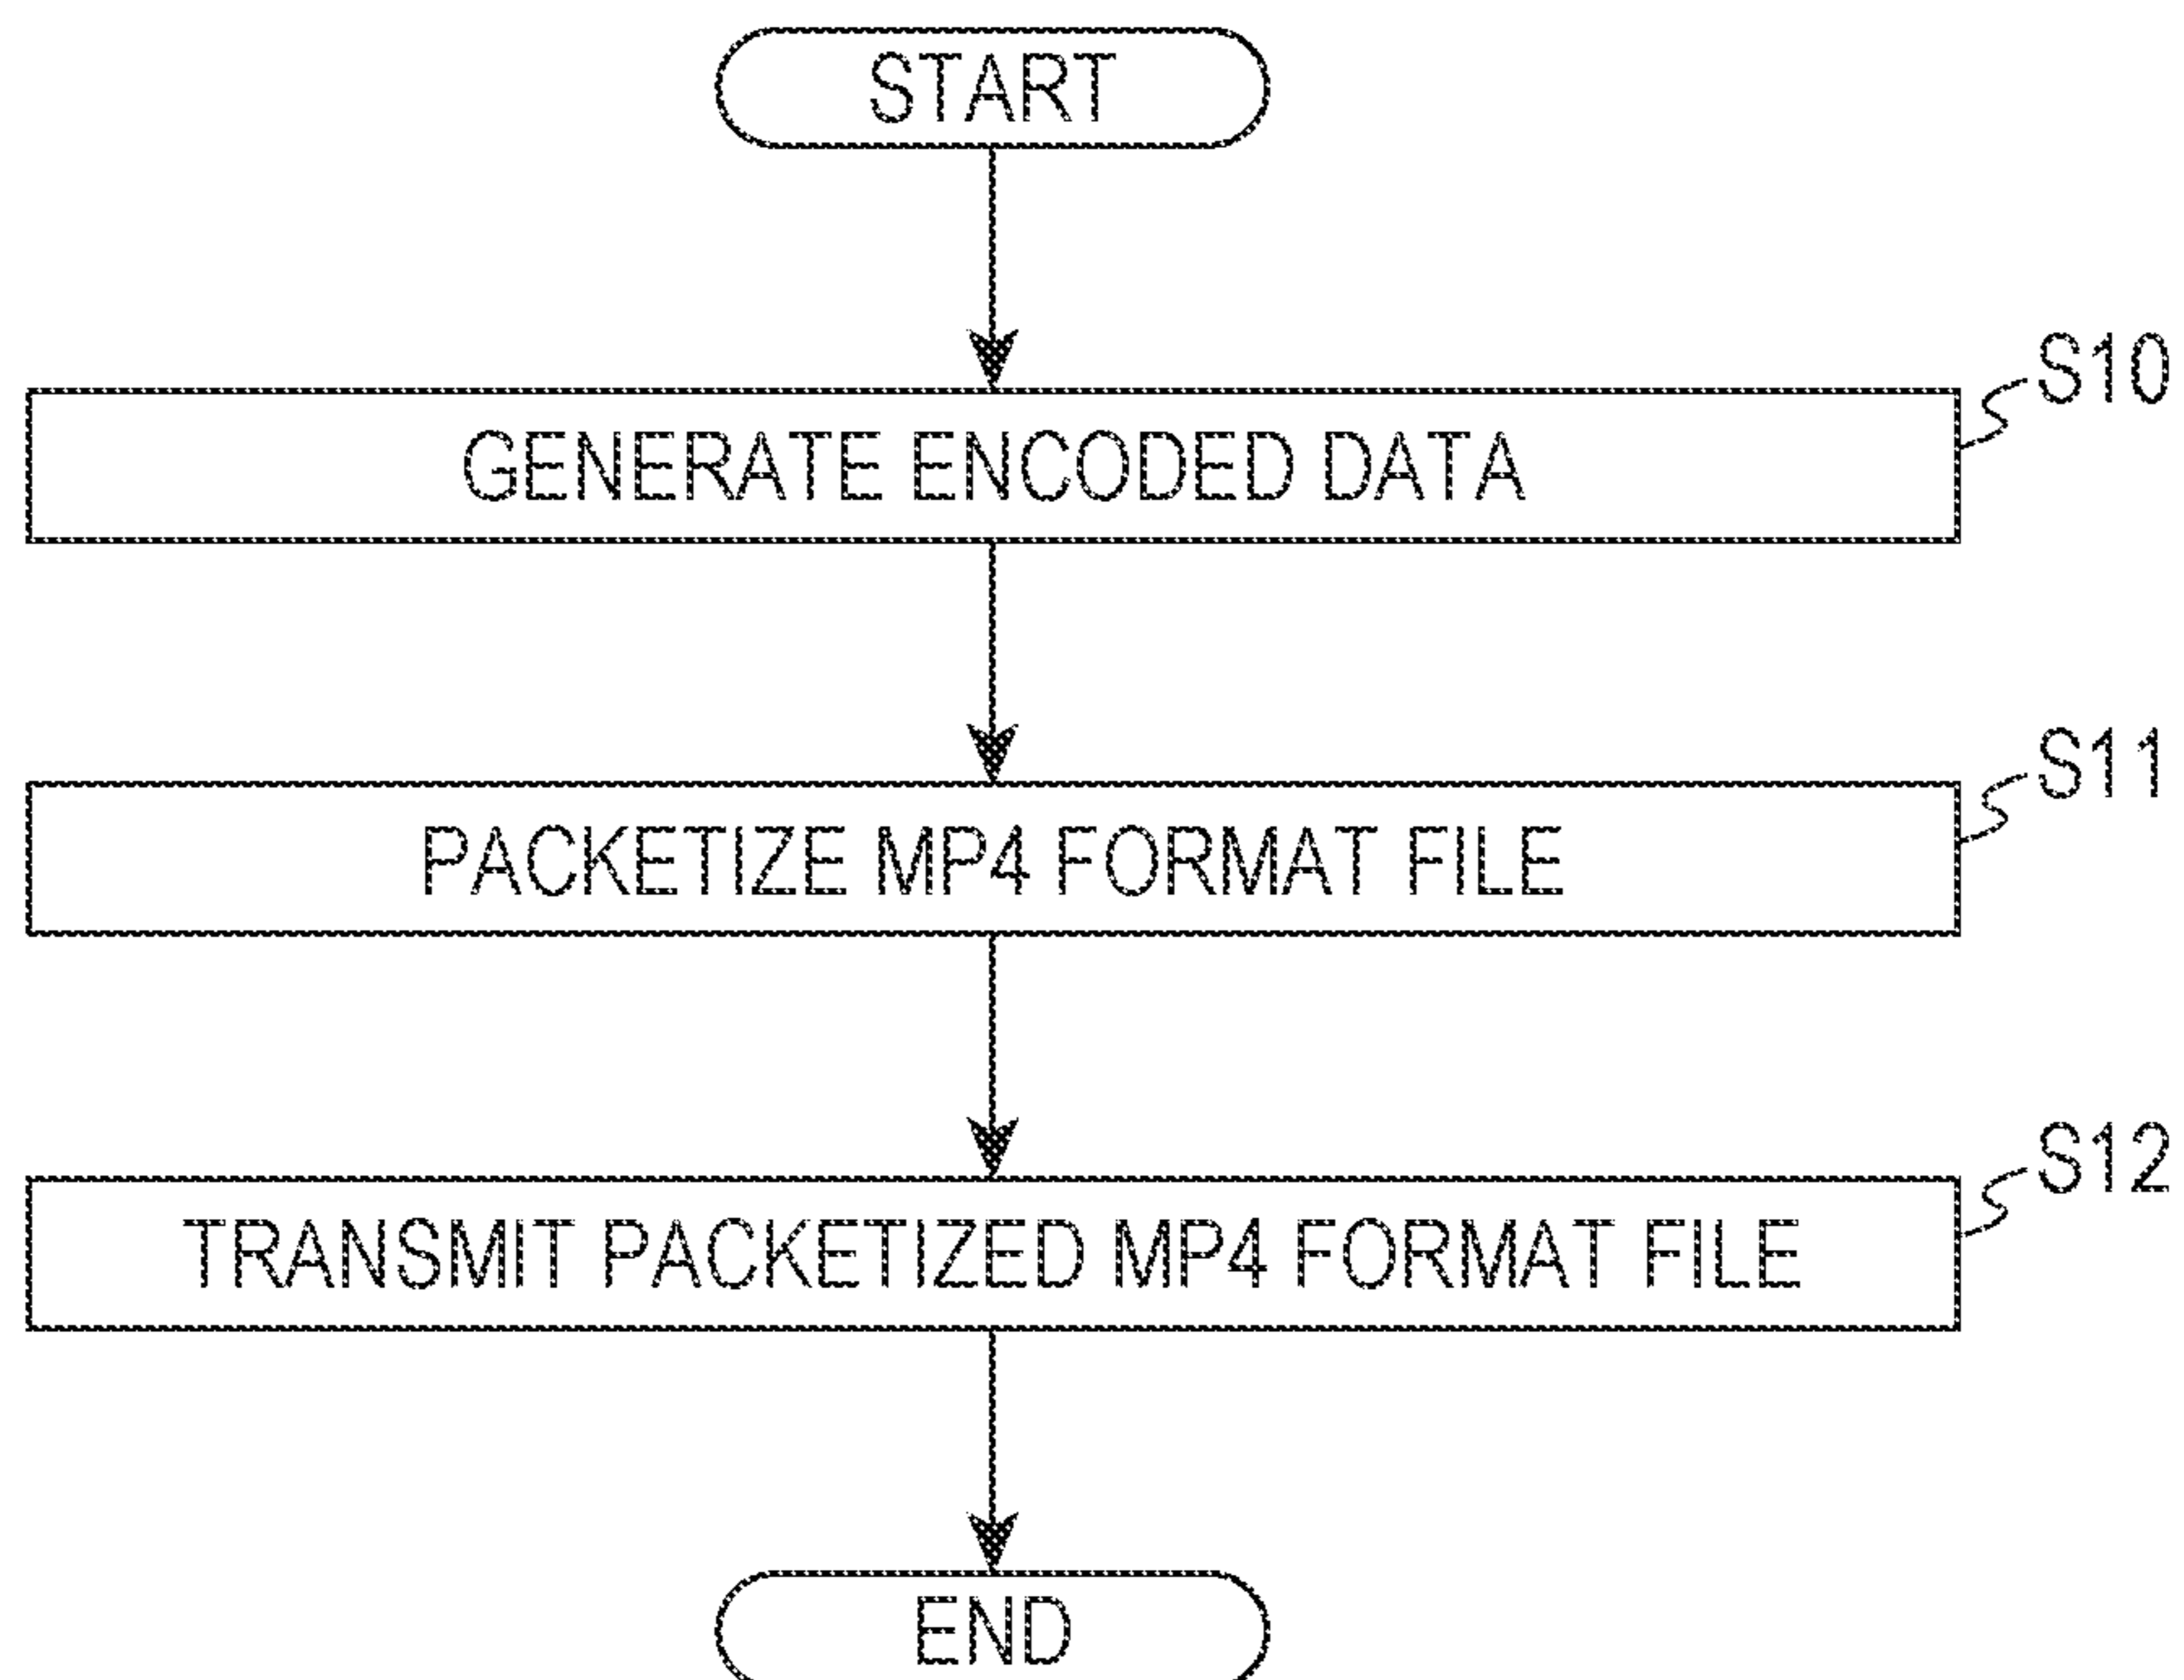 START
S10
GENERATE ENCODED DATA
S11
PACKETIZE MP4 FORMAT FILE
S12
TRANSMIT PACKETIZED MP4 FORMAT FILE
END